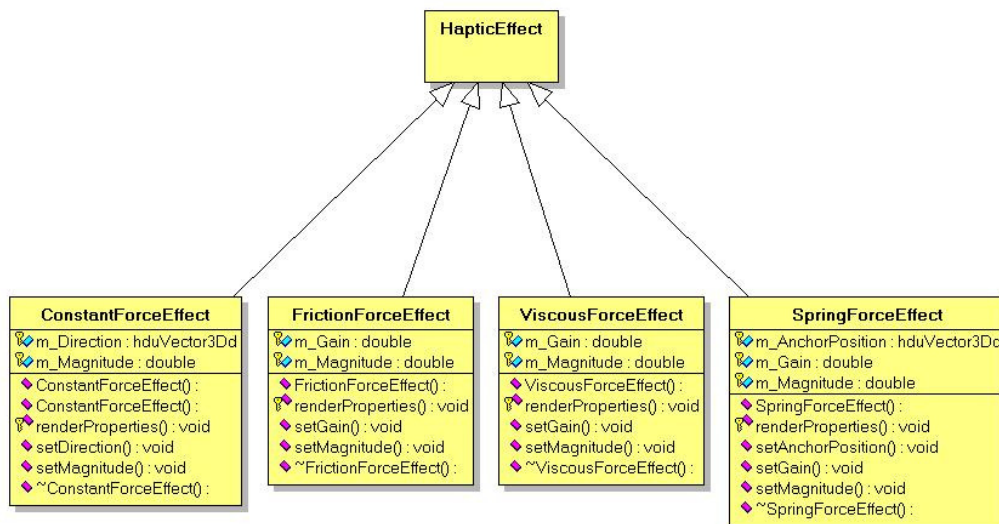 HapticEffect
ConstantForceEffect
m_Direction : hduVector3Dd
m_Magnitude : double
ConstantForceEffect() :
ConstantForceEffect() :
renderProperties() : void
setDirection() : void
setMagnitude() : void
~ConstantForceEffect() :
FrictionForceEffect
m_Gain : double
m_Magnitude : double
FrictionForceEffect() :
renderProperties() : void
setGain() : void
setMagnitude() : void
~FrictionForceEffect() :
ViscousForceEffect
m_Gain : double
m_Magnitude : double
ViscousForceEffect() :
renderProperties() : void
setGain() : void
setMagnitude() : void
~ViscousForceEffect() :
SpringForceEffect
m_AnchorPosition : hduVector3Dd
m_Gain : double
m_Magnitude : double
SpringForceEffect() :
renderProperties() : void
setAnchorPosition() : void
setGain() : void
setMagnitude() : void
~SpringForceEffect() :